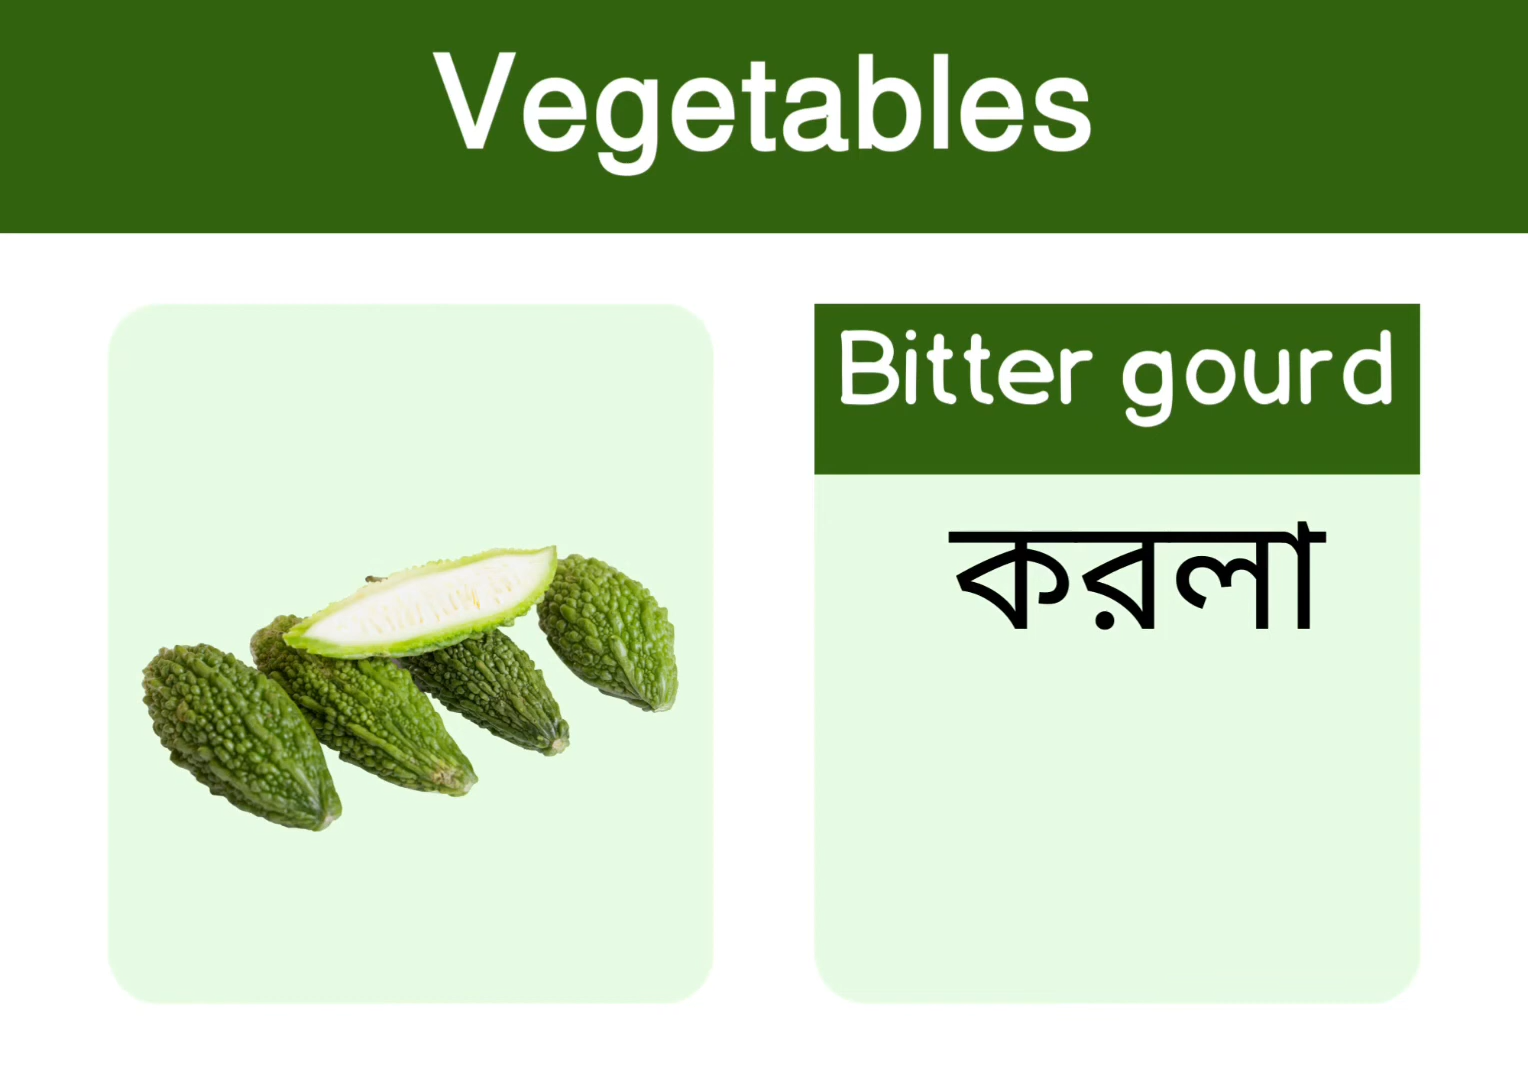 Vegetables
Bitter gourd
করলা